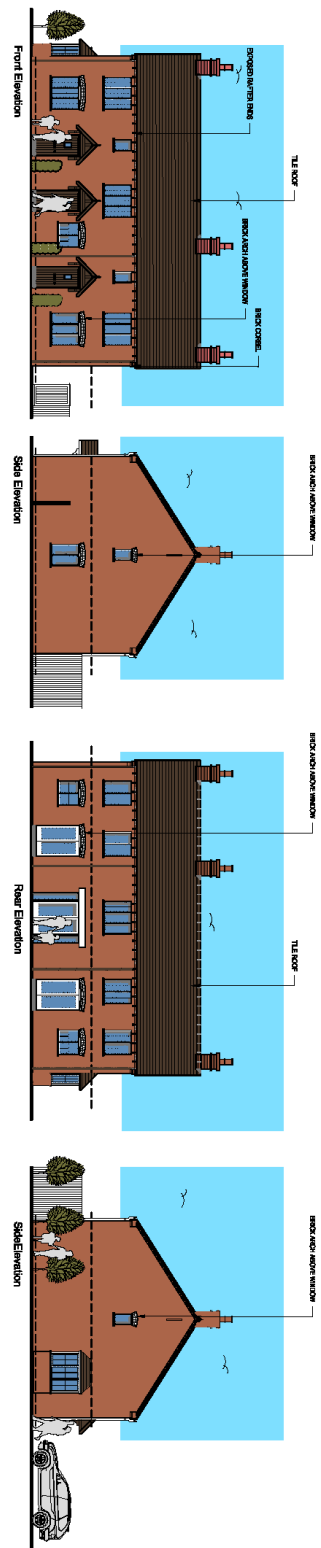 EXPOSED RAFTER ENDS
TILE ROOF
BRICK ARCH ABOVE WINDOW
BRICK CORBEL
Front Elevation
BRICK ARCH ABOVE WINDOW
Side Elevation
BRICK ARCH ABOVE WINDOW
TILE ROOF
Rear Elevation
BRICK ARCH ABOVE WINDOW
SideElevation